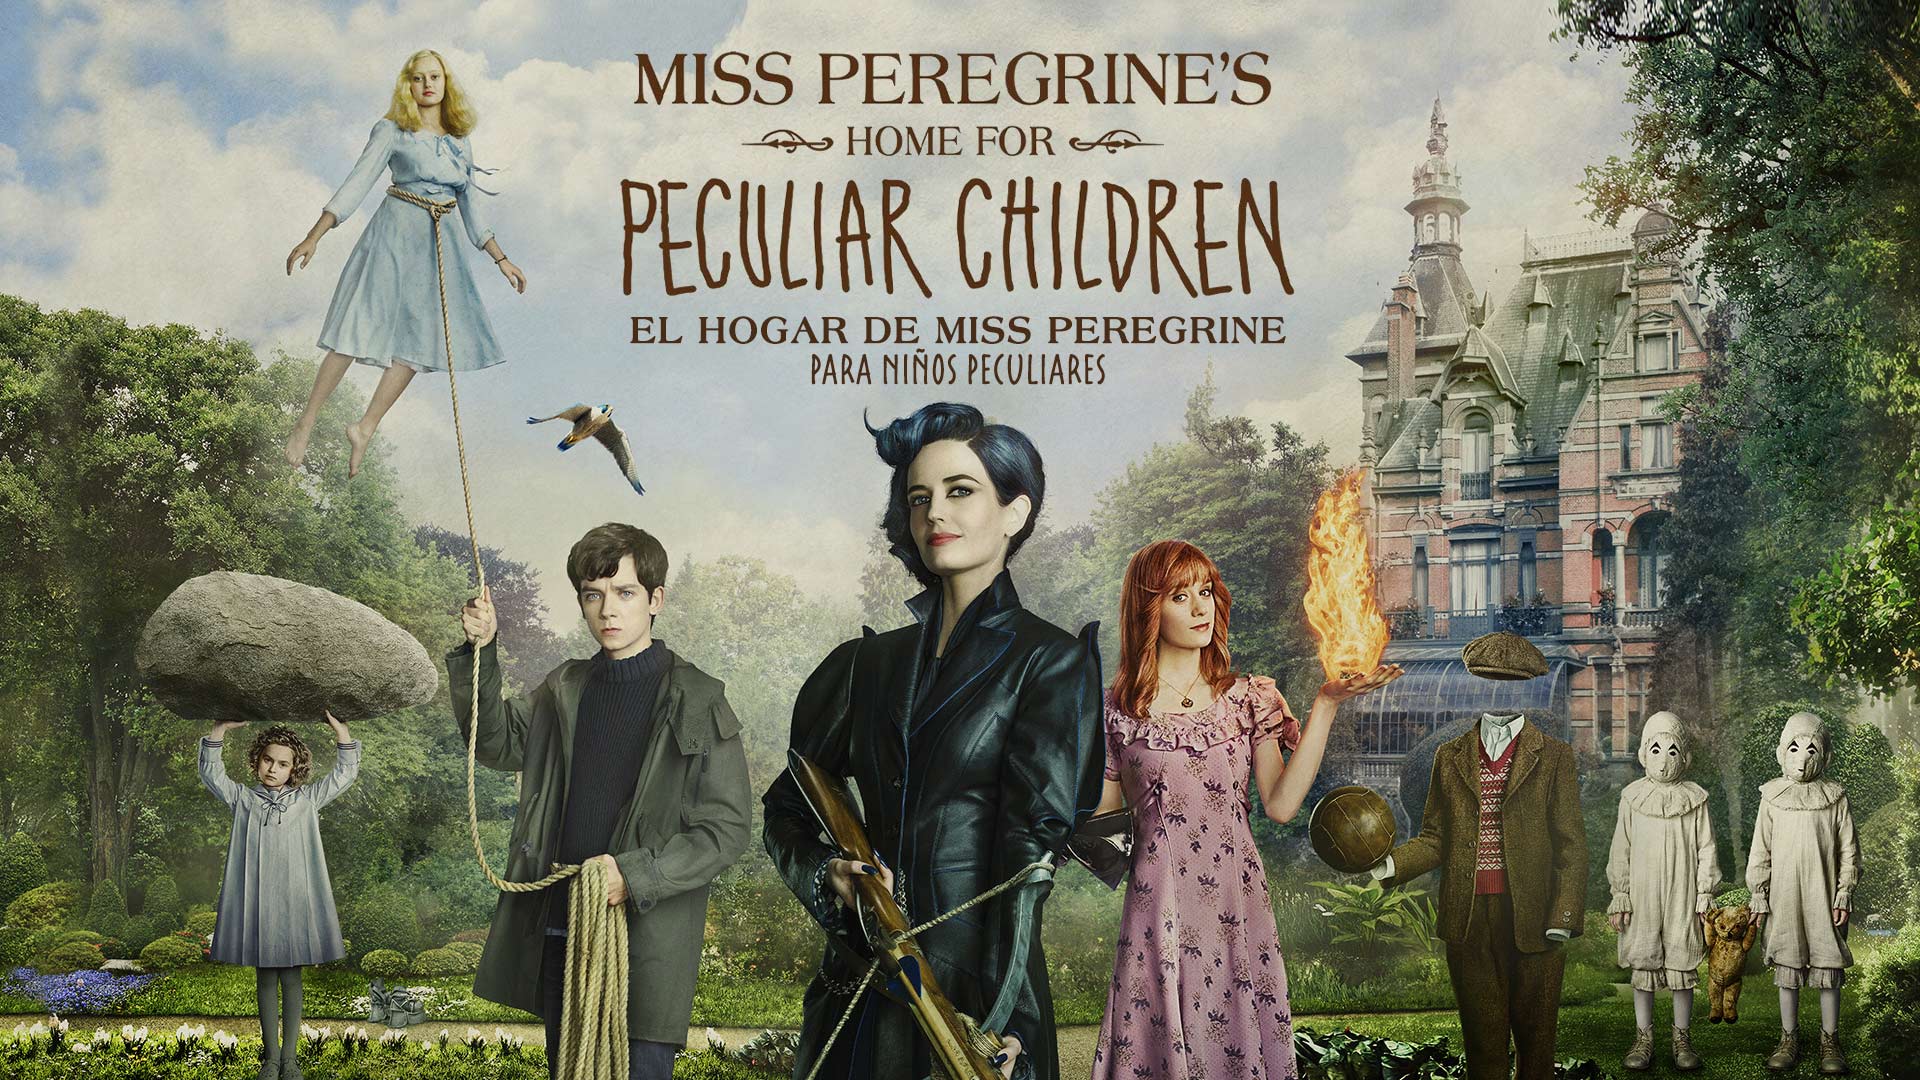 MISS PEREGRINE'S
HOME FOR
PECULIAR CHILDREN
EL HOGAR DE MISS PEREGRINE
PARA NIÑOS PECULIARES